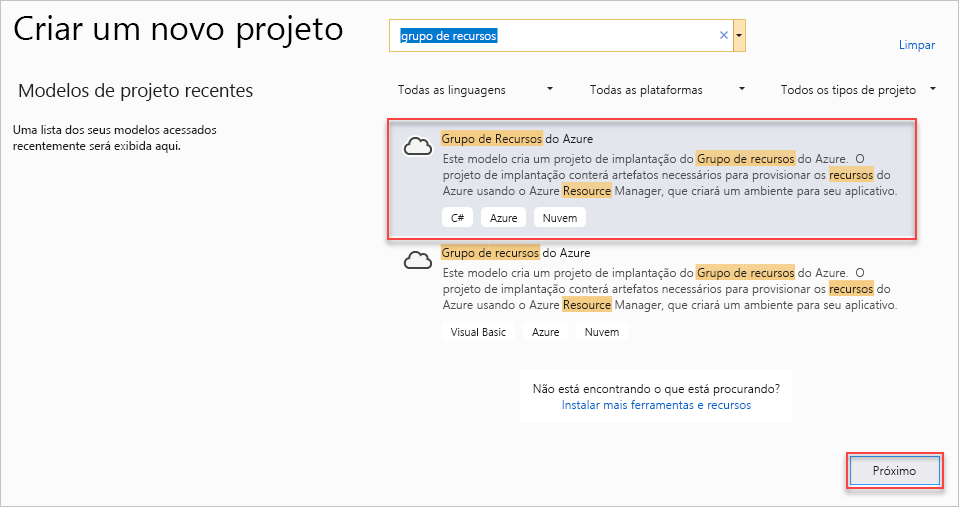 Criar um novo projeto
grupo de recursos
Limpar
Modelos de projeto recentes
Uma lista dos seus modelos acessados
recentemente será exibida aqui.
Todas as linguagens
Todas as plataformas
Todos os tipos de projeto
Grupo de Recursos do Azure
Este modelo cria um projeto de implantação do Grupo de recursos do Azure. O
projeto de implantação conterá artefatos necessários para provisionar os recursos do
Azure usando o Azure Resource Manager, que criará um ambiente para seu aplicativo.
C#
Azure
Nuvem
Grupo de recursos do Azure
Este modelo cria um projeto de implantação do Grupo de recursos do Azure. O
projeto de implantação conterá artefatos necessários para provisionar os recursos do
Azure usando o Azure Resource Manager, que criará um ambiente para seu aplicativo.
Visual Basic
Azure
Nuvem
Não está encontrando o que está procurando?
Instalar mais ferramentas e recursos
Próximo